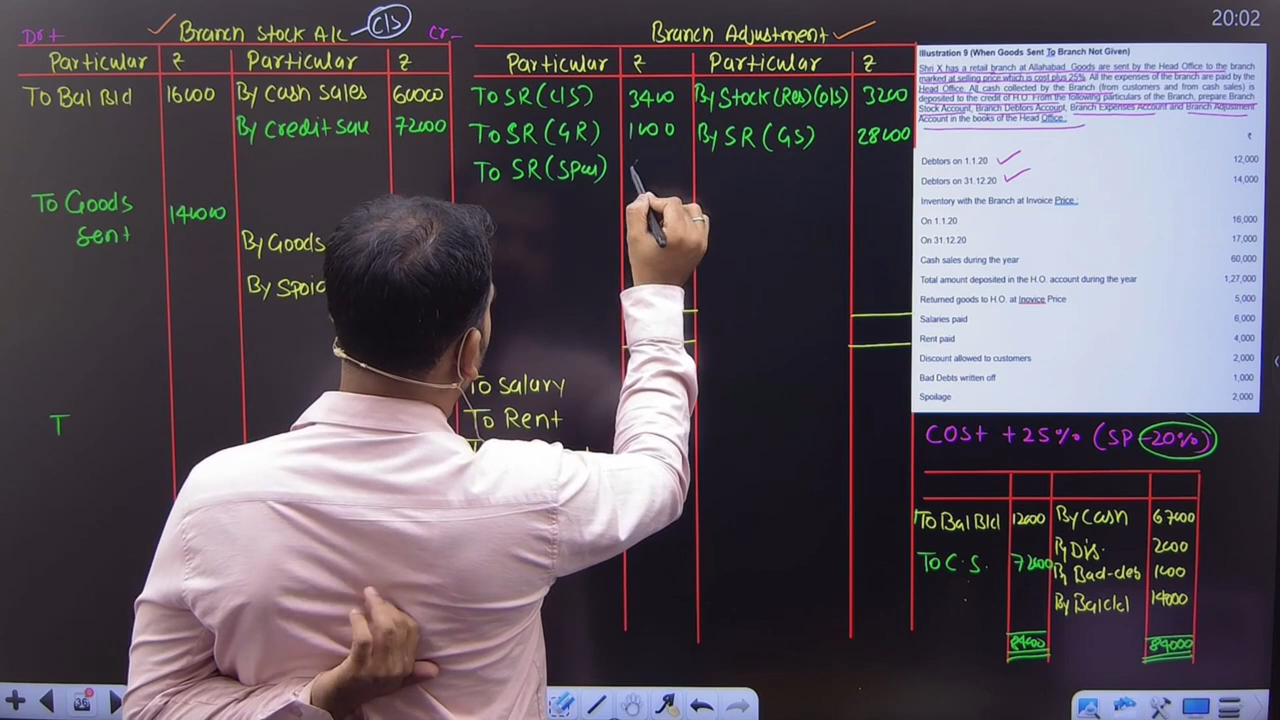 20:02
Dr+
Branch Stock A/c
C/S
Cr-
Particular ₹ Particular ₹
To Bal Bld 16000 By Cash Sales 60000
By Credit Sale 72000
To Goods
Sent 140000
By Goods
By Spoi
T
Branch Adjustment
Particular ₹ Particular ₹
To SR (C/S) 3400 By Stock (Res) (O/S) 3200
To SR (GR) 1000 By SR (GS) 28000
To SR (Spoi)
To Salary
To Rent
Illustration 9 (When Goods Sent To Branch Not Given)
Shri X has a retail branch at Allahabad. Goods are sent by the Head Office to the branch
marked at selling price which is cost plus 25%. All the expenses of the branch are paid by the
Head Office. All cash collected by the Branch (from customers and from cash sales) is
deposited to the credit of H.O. From the following particulars of the Branch, prepare Branch
Stock Account, Branch Debtors Account, Branch Expenses Account and Branch Adjustment
Account in the books of the Head Office :
₹
Debtors on 1.1.20 12,000
Debtors on 31.12.20 14,000
Inventory with the Branch at Invoice Price :
On 1.1.20 16,000
On 31.12.20 17,000
Cash sales during the year 60,000
Total amount deposited in the H.O. account during the year 1,27,000
Returned goods to H.O. at Inovice Price 5,000
Salaries paid 6,000
Rent paid 4,000
Discount allowed to customers 2,000
Bad Debts written off 1,000
Spoilage 2,000
Cost +25% (SP -20%)
To Bal Bld 12000 By Cash 67000
By Dis. 2000
To C.S. 72000 By Bad-deb 1000
By Bal c/d 14000
84000 84000
36